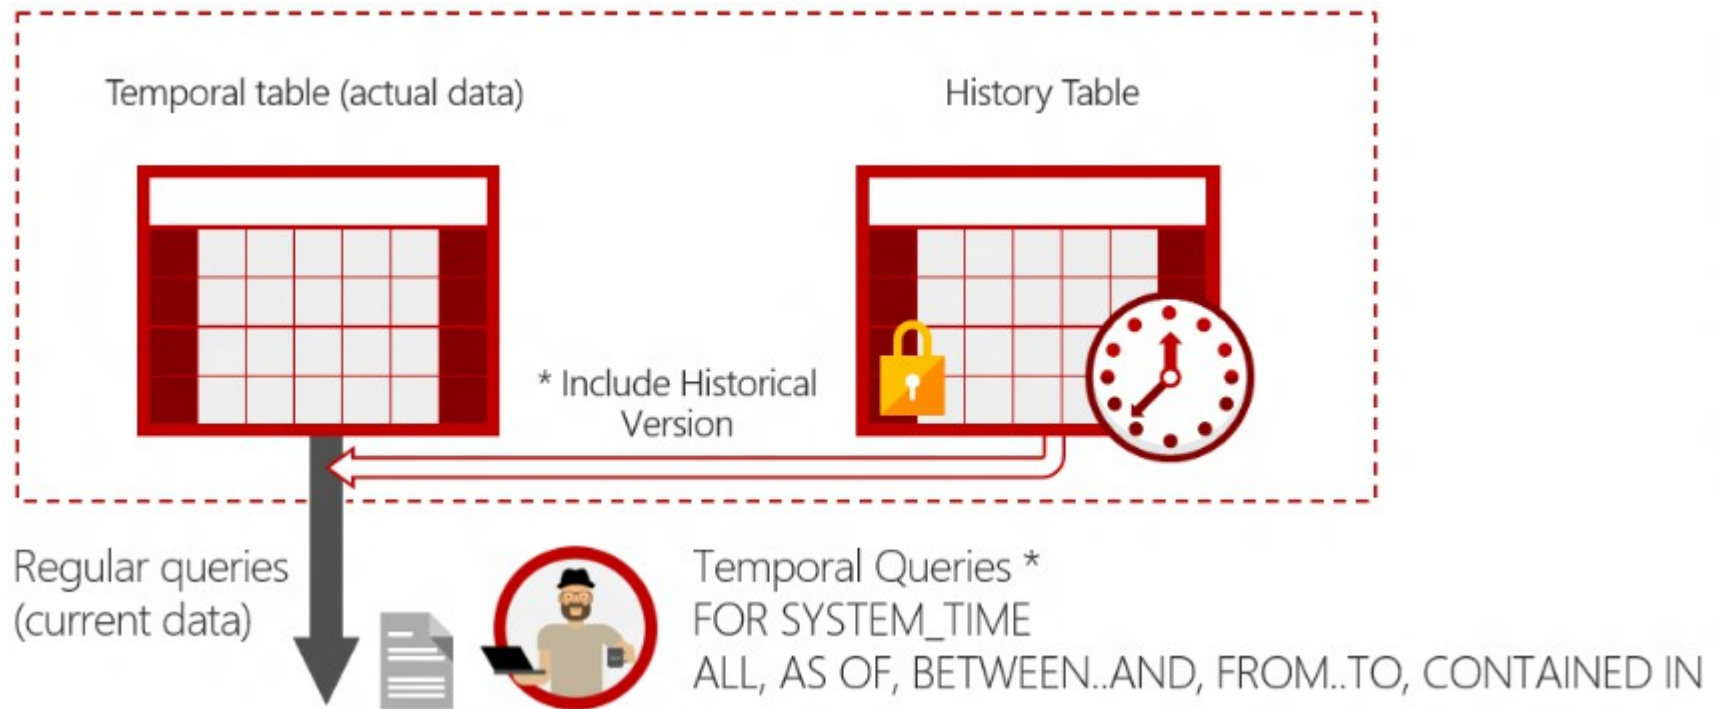 Temporal table (actual data)
History Table
* Include Historical
Version
Regular queries
(current data)
Temporal Queries *
FOR SYSTEM_TIME
ALL, AS OF, BETWEEN..AND, FROM..TO, CONTAINED IN